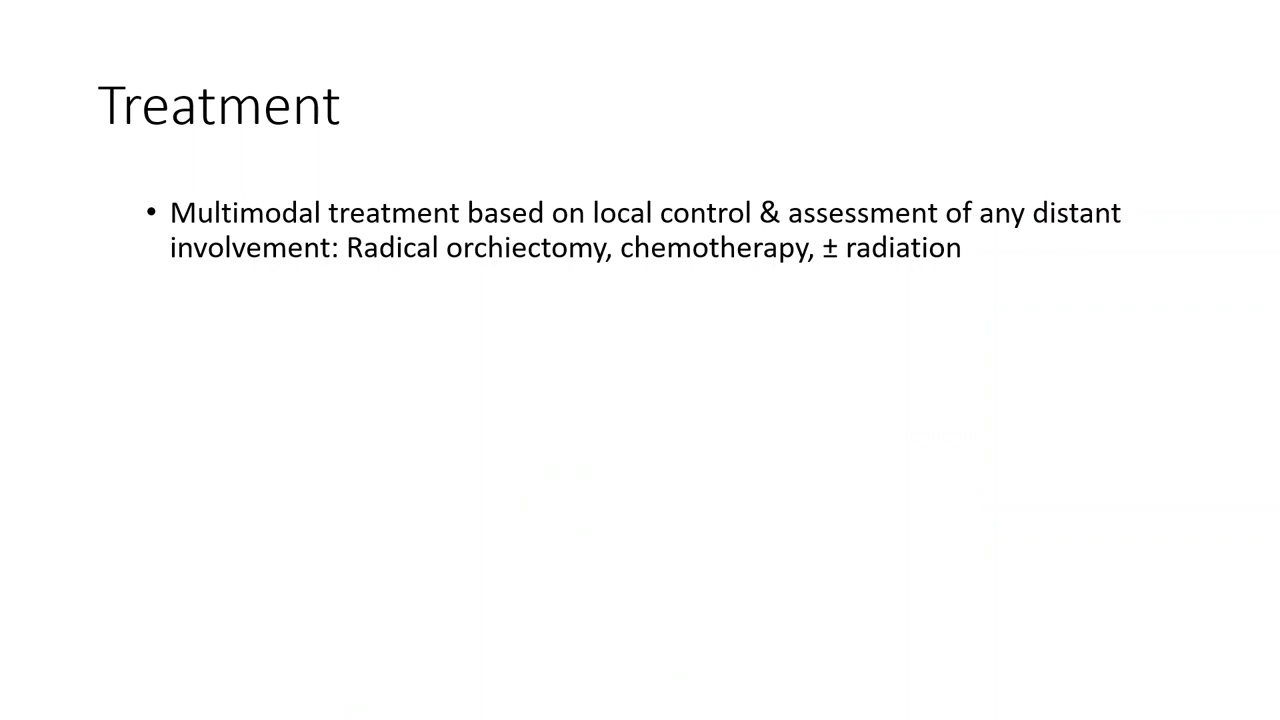 Treatment
• Multimodal treatment based on local control & assessment of any distant
involvement: Radical orchiectomy, chemotherapy, ± radiation